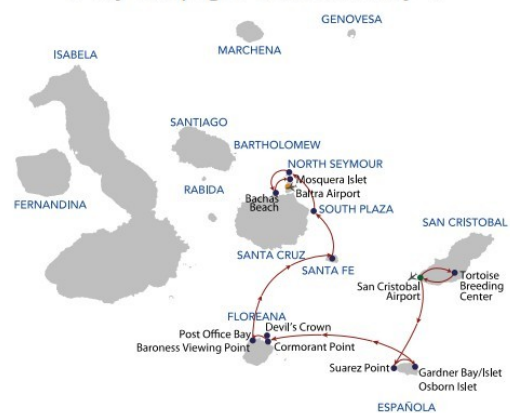 GENOVESA
MARCHENA
ISABELA
SANTIAGO
BARTHOLOMEW
NORTH SEYMOUR
Mosquera Islet
RABIDA
Baltra Airport
Bachas
Beach
FERNANDINA
SOUTH PLAZA
SAN CRISTOBAL
SANTA CRUZ
SANTA FE
San Cristobal
Airport
Tortoise
Breeding
Center
FLOREANA
Devil's Crown
Post Office Bay
Baroness Viewing Point
Cormorant Point
Suarez Point
Gardner Bay/Islet
Osborn Islet
ESPAÑOLA